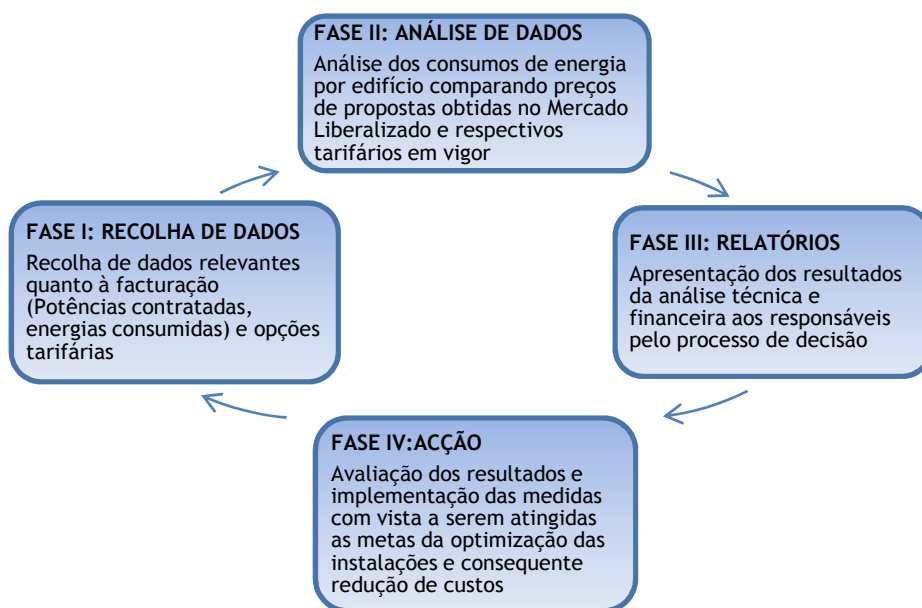 FASE II: ANÁLISE DE DADOS
Análise dos consumos de energia
por edifício comparando preços
de propostas obtidas no Mercado
Liberalizado e respectivos
tarifários em vigor
FASE I: RECOLHA DE DADOS
Recolha de dados relevantes
quanto à facturação
(Potências contratadas,
energias consumidas) e opções
tarifárias
FASE III: RELATÓRIOS
Apresentação dos resultados
da análise técnica e
financeira aos responsáveis
pelo processo de decisão
FASE IV:ACÇÃO
Avaliação dos resultados e
implementação das medidas
com vista a serem atingidas
as metas da optimização das
instalações e consequente
redução de custos